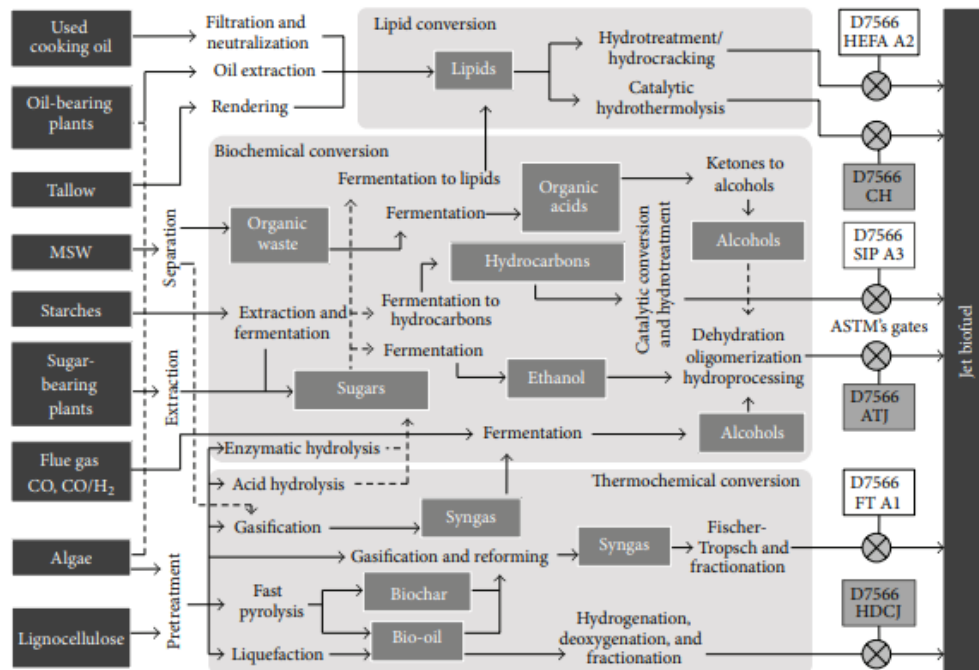 Used
cooking oil
Oil-bearing
plants
Tallow
MSW
Starches
Sugar-
bearing
plants
Flue gas
CO, CO/H₂
Algae
Lignocellulose
Filtration and
neutralization
Oil extraction
Rendering
Separation
Extraction
Pretreatment
Lipid conversion
Lipids
Hydrotreatment/
hydrocracking
Catalytic
hydrothermolysis
Biochemical conversion
Fermentation to lipids
Organic
waste
Fermentation
Organic
acids
Ketones to
alcohols
Alcohols
Hydrocarbons
Catalytic conversion
and hydrotreatment
Extraction and
fermentation
Fermentation to
hydrocarbons
Fermentation
Sugars
Ethanol
Dehydration
oligomerization
hydroprocessing
Enzymatic hydrolysis
Fermentation
Alcohols
Acid hydrolysis
Thermochemical conversion
Gasification
Syngas
Gasification and reforming
Syngas
Fischer-
Tropsch and
fractionation
Fast
pyrolysis
Biochar
Bio-oil
Liquefaction
Hydrogenation,
deoxygenation, and
fractionation
D7566
HEFA A2
D7566
CH
D7566
SIP A3
ASTM's gates
D7566
ATJ
D7566
FT A1
D7566
HDCJ
Jet biofuel